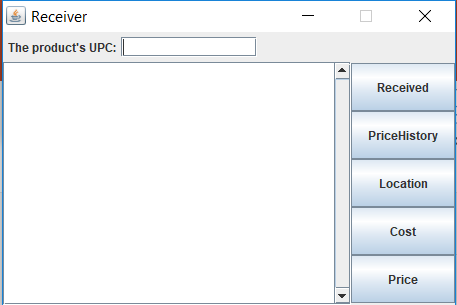 Receiver
The product's UPC:
Received
PriceHistory
Location
Cost
Price